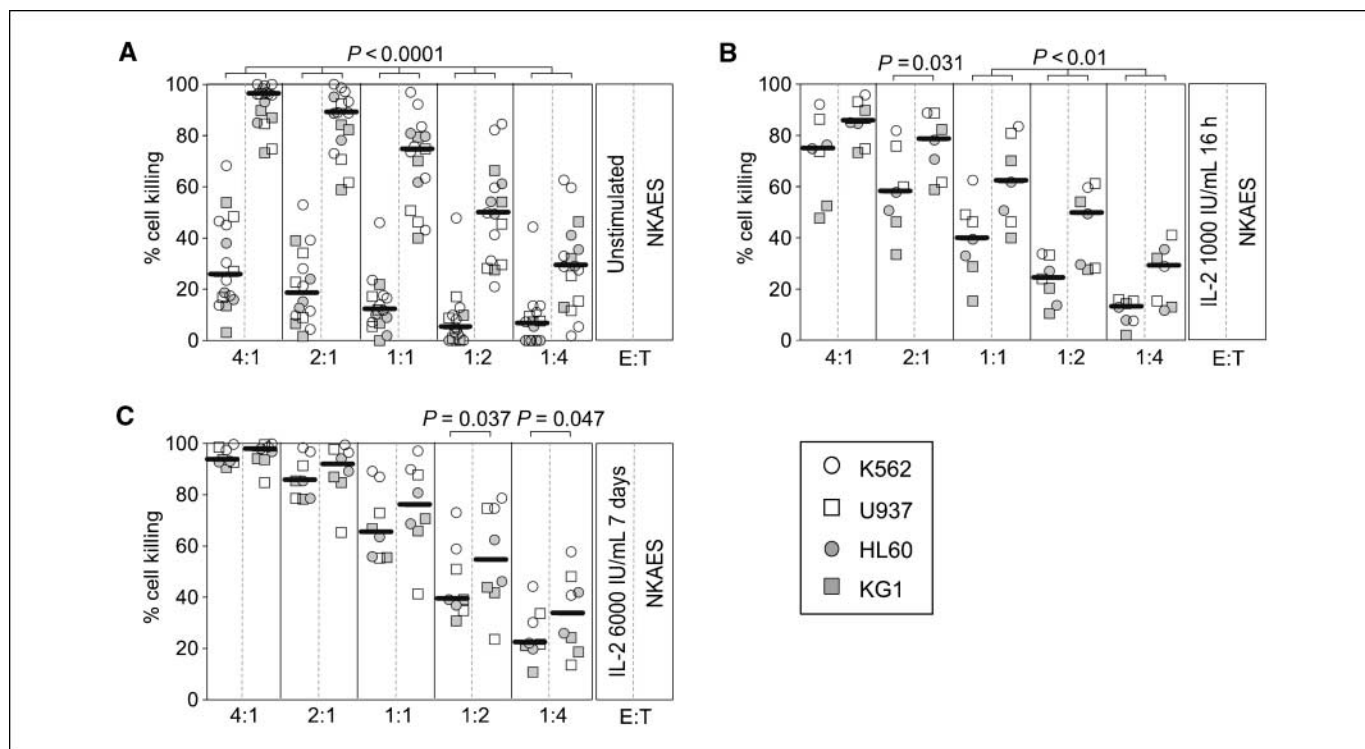 A
P < 0.0001
100
80
60
40
20
0
% cell killing
4:1 2:1 1:1 1:2 1:4 E:T
Unstimulated
NKAES
B
P = 0.031
P < 0.01
100
80
60
40
20
0
% cell killing
4:1 2:1 1:1 1:2 1:4 E:T
IL-2 1000 IU/mL 16 h
NKAES
C
P = 0.037 P = 0.047
100
80
60
40
20
0
% cell killing
4:1 2:1 1:1 1:2 1:4 E:T
IL-2 6000 IU/mL 7 days
NKAES
K562
U937
HL60
KG1